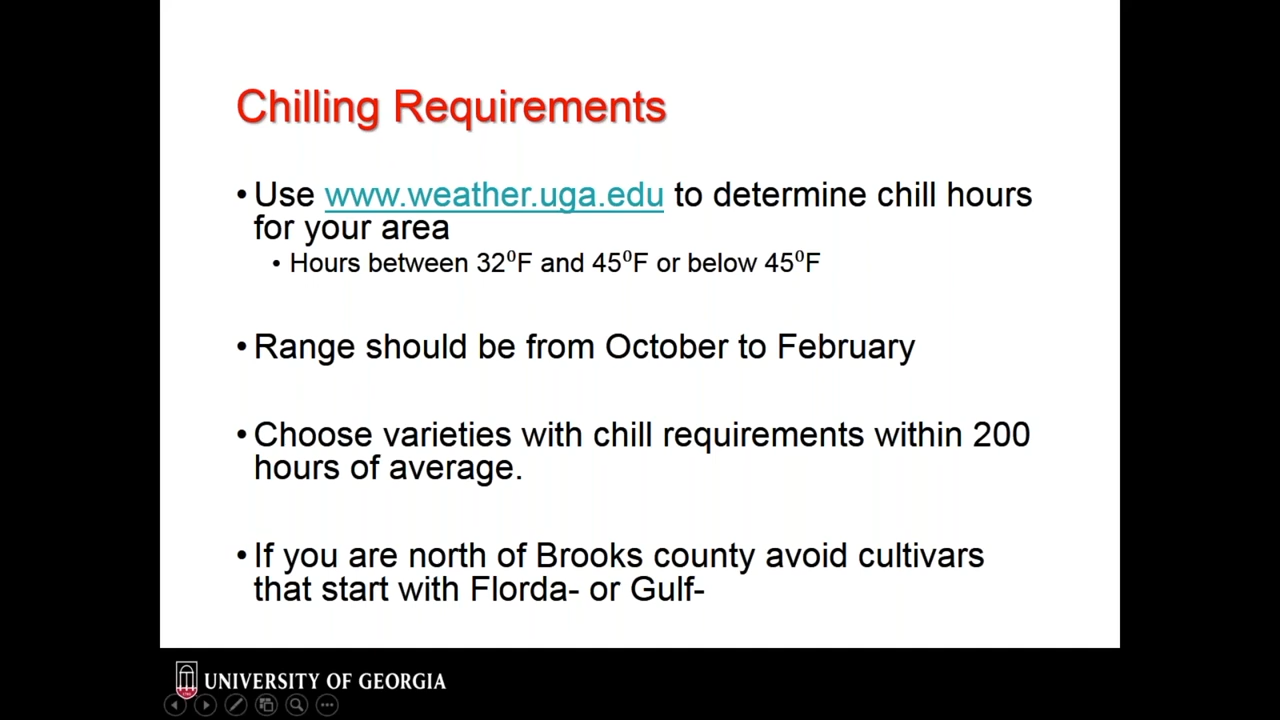 Chilling Requirements
• Use www.weather.uga.edu to determine chill hours
for your area
• Hours between 32⁰F and 45⁰F or below 45⁰F
• Range should be from October to February
• Choose varieties with chill requirements within 200
hours of average.
• If you are north of Brooks county avoid cultivars
that start with Florda- or Gulf-
UNIVERSITY OF GEORGIA